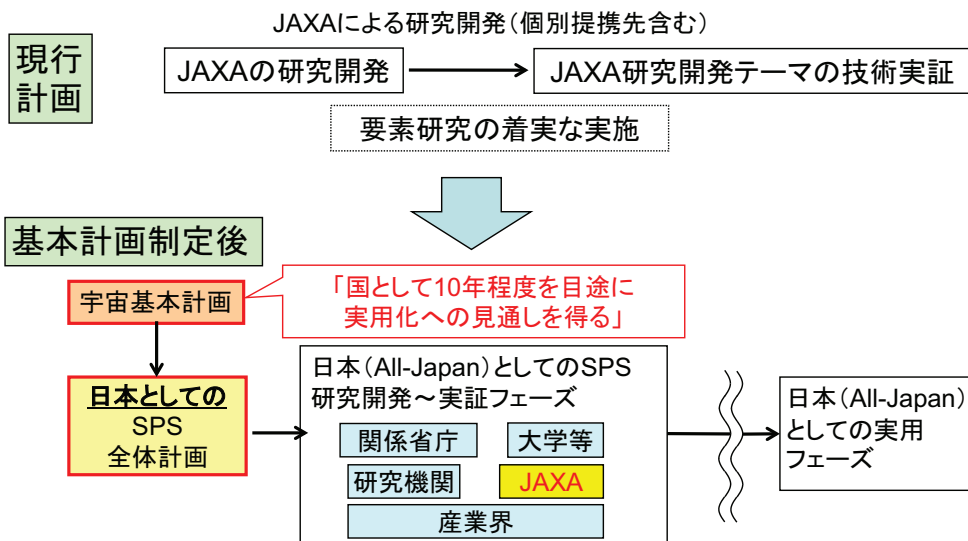 JAXAによる研究開発（個別提携先含む）
現行
計画
JAXAの研究開発
JAXA研究開発テーマの技術実証
要素研究の着実な実施
基本計画制定後
宇宙基本計画
「国として10年程度を目途に
実用化への見通しを得る」
日本としての
SPS
全体計画
日本（All-Japan）としてのSPS
研究開発～実証フェーズ
関係省庁
大学等
研究機関
JAXA
産業界
日本（All-Japan）
としての実用
フェーズ